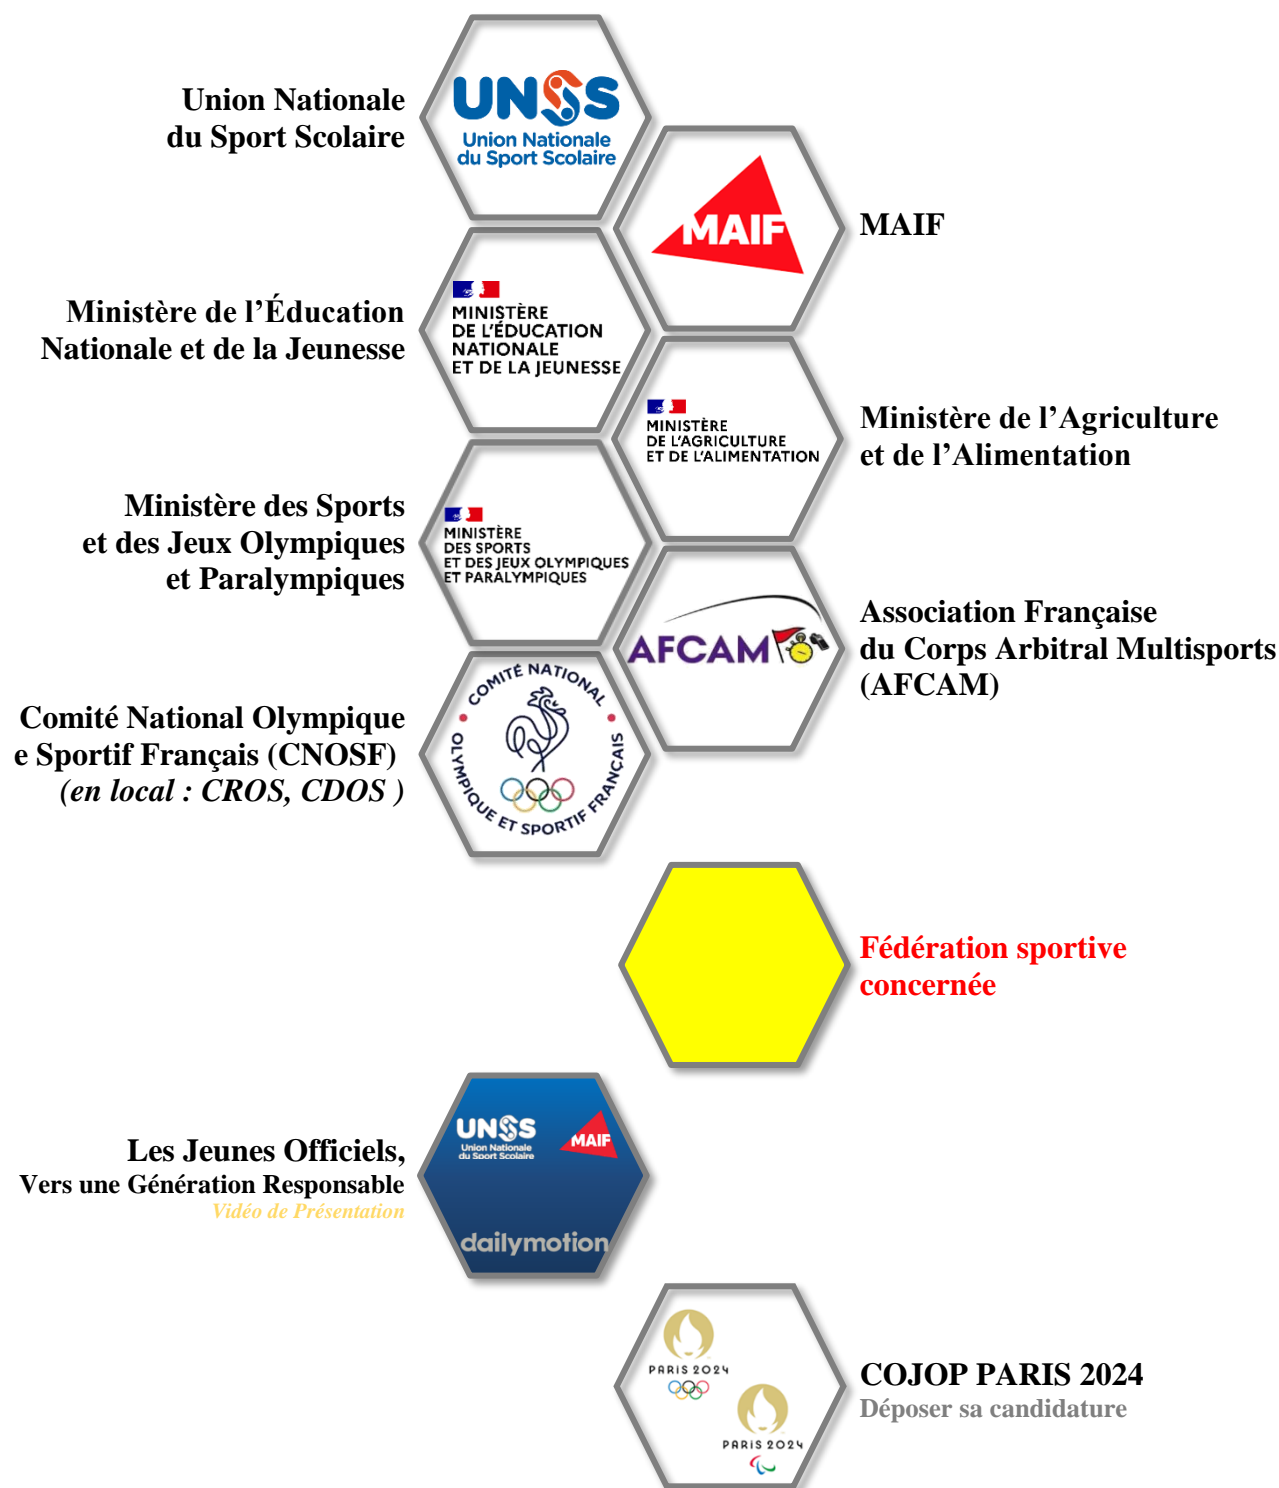 Union Nationale
du Sport Scolaire
UNSS
Union Nationale
du Sport Scolaire
MAIF
MAIF
Ministère de l’Éducation
Nationale et de la Jeunesse
MINISTÈRE
DE L’ÉDUCATION
NATIONALE
ET DE LA JEUNESSE
MINISTÈRE
DE L’AGRICULTURE
ET DE L’ALIMENTATION
Ministère de l’Agriculture
et de l’Alimentation
Ministère des Sports
et des Jeux Olympiques
et Paralympiques
MINISTÈRE
DES SPORTS
ET DES JEUX OLYMPIQUES
ET PARALYMPIQUES
AFCAM
Association Française
du Corps Arbitral Multisports
(AFCAM)
Comité National Olympique
e Sportif Français (CNOSF)
(en local : CROS, CDOS )
COMITÉ NATIONAL
OLYMPIQUE ET SPORTIF FRANÇAIS
Fédération sportive
concernée
Les Jeunes Officiels,
Vers une Génération Responsable
Vidéo de Présentation
UNSS
Union Nationale
du Sport Scolaire
MAIF
dailymotion
PARIS 2024
PARIS 2024
COJOP PARIS 2024
Déposer sa candidature